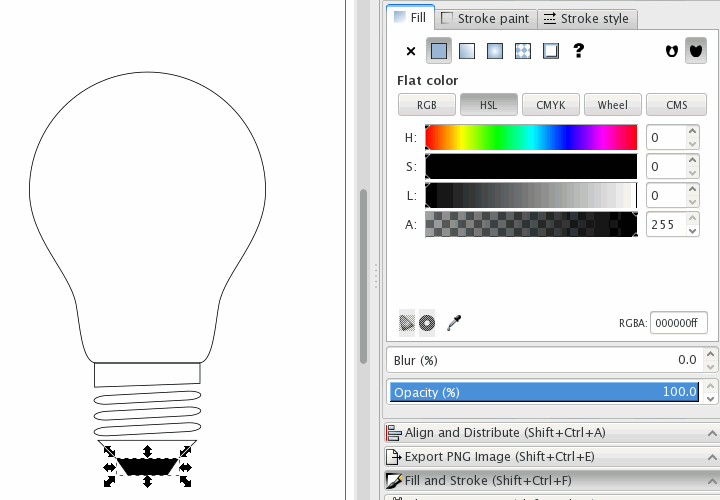 Fill Stroke paint Stroke style
?
Flat color
RGB HSL CMYK Wheel CMS
H: 0
S: 0
L: 0
A: 255
RGBA: 000000ff
Blur (%) 0.0
Opacity (%) 100.0
Align and Distribute (Shift+Ctrl+A)
Export PNG Image (Shift+Ctrl+E)
Fill and Stroke (Shift+Ctrl+F)